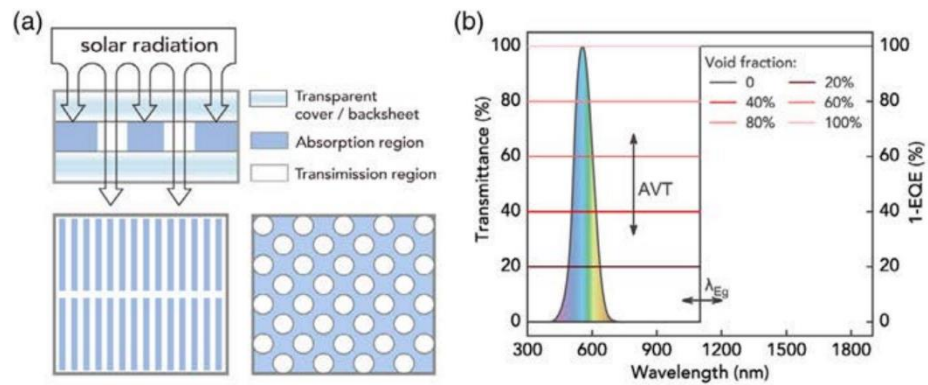 (a)
solar radiation
Transparent
cover / backsheet
Absorption region
Transimission region
(b)
Transmittance (%)
100
80
60
40
20
0
Void fraction:
0
20%
40%
60%
80%
100%
AVT
λEg
100
80
60
40
20
0
1-EQE (%)
300
600
900
1200
1500
1800
Wavelength (nm)